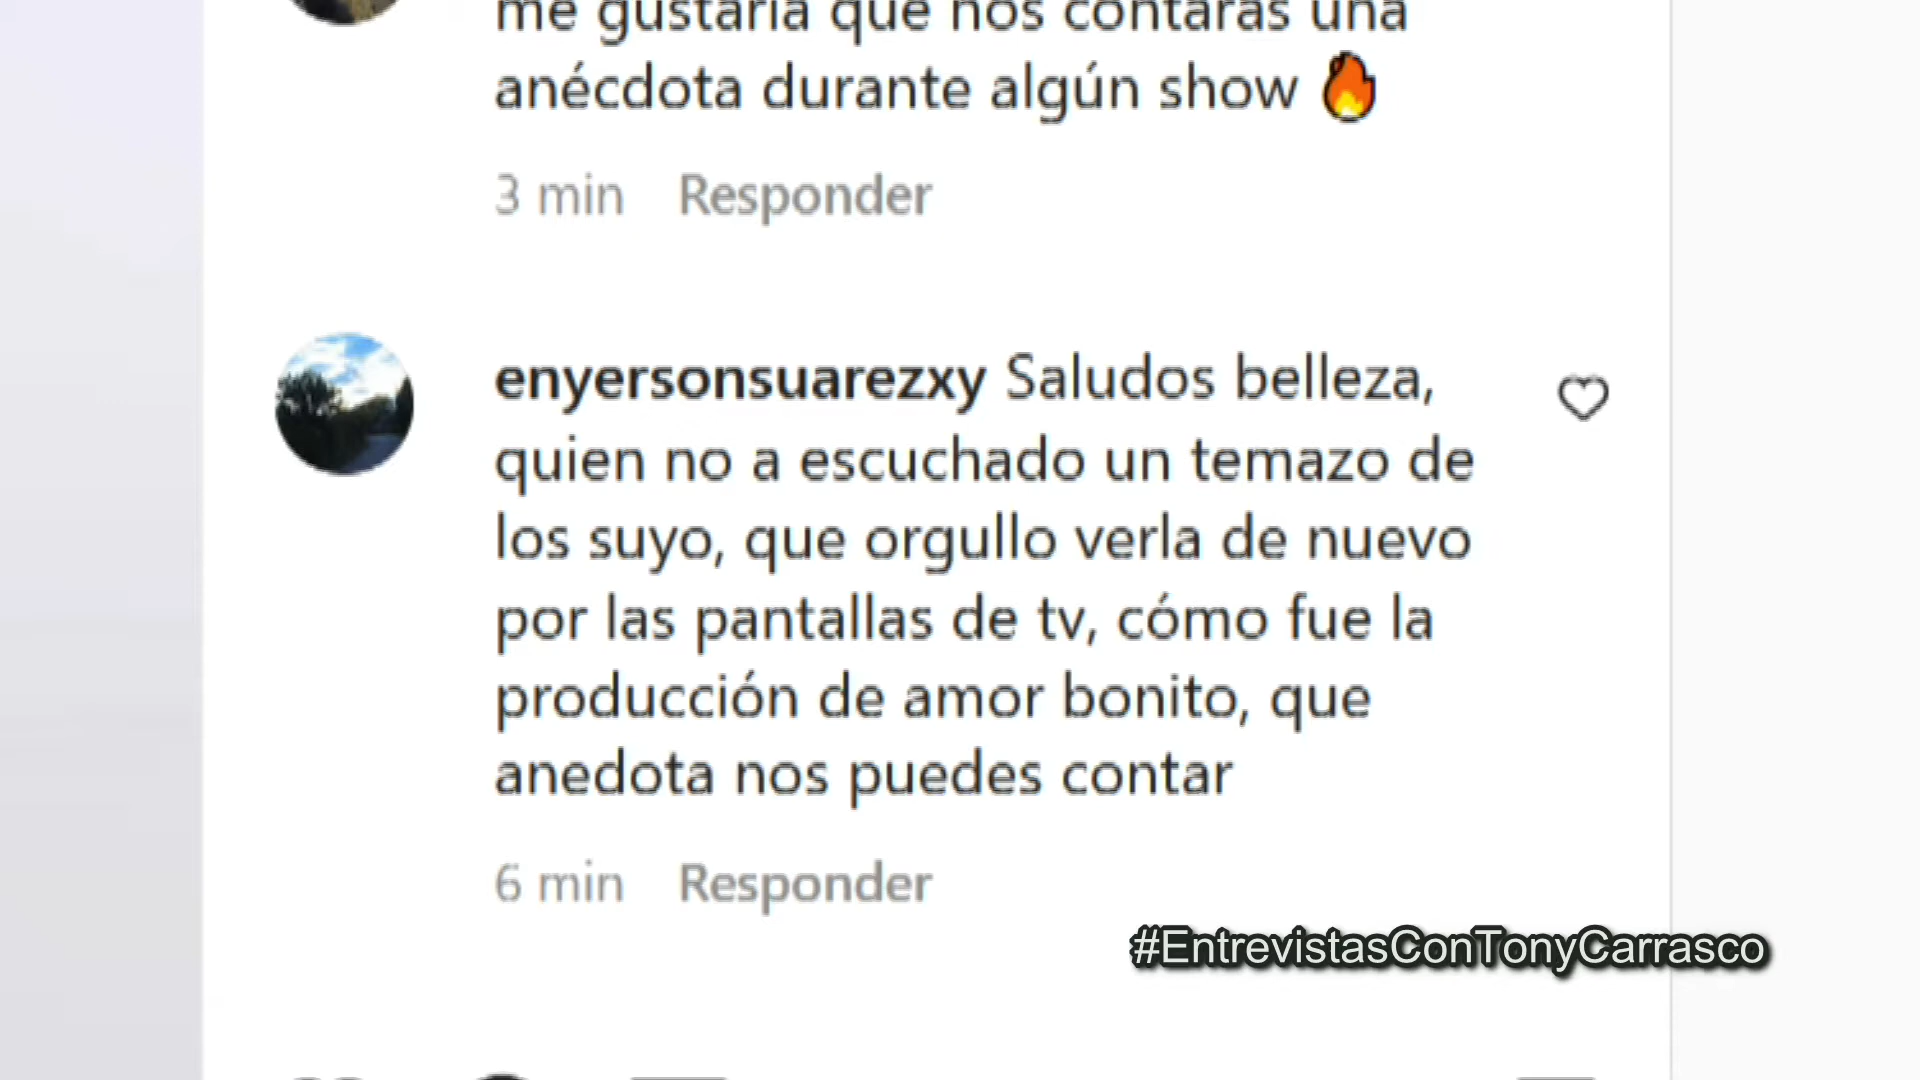 me gustaría que nos contarás una
anécdota durante algún show 🔥
3 min Responder
enyersonsuarezxy Saludos belleza,
quien no a escuchado un temazo de
los suyo, que orgullo verla de nuevo
por las pantallas de tv, cómo fue la
producción de amor bonito, que
anedota nos puedes contar
6 min Responder
#EntrevistasConTonyCarrasco